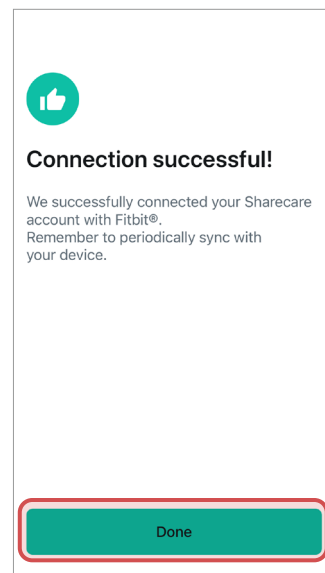 Connection successful!
We successfully connected your Sharecare
account with Fitbit®.
Remember to periodically sync with
your device.
Done